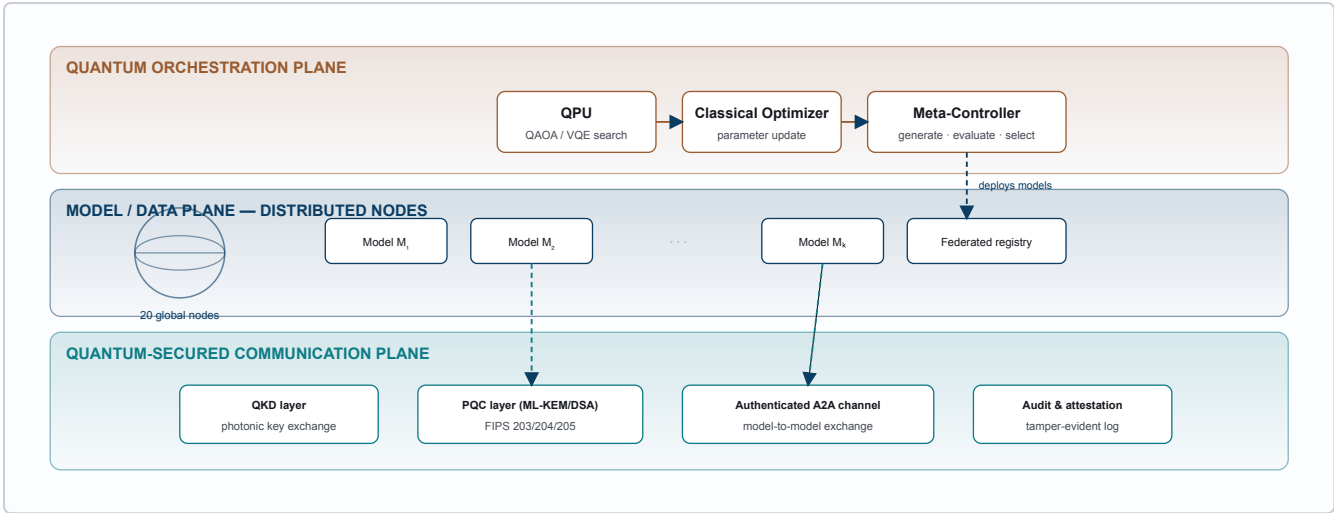 QUANTUM ORCHESTRATION PLANE
QPU
QAOA / VQE search
Classical Optimizer
parameter update
Meta-Controller
generate · evaluate · select
deploys models
MODEL / DATA PLANE — DISTRIBUTED NODES
Model M₁
Model M₂
· · ·
Model Mₖ
Federated registry
20 global nodes
QUANTUM-SECURED COMMUNICATION PLANE
QKD layer
photonic key exchange
PQC layer (ML-KEM/DSA)
FIPS 203/204/205
Authenticated A2A channel
model-to-model exchange
Audit & attestation
tamper-evident log